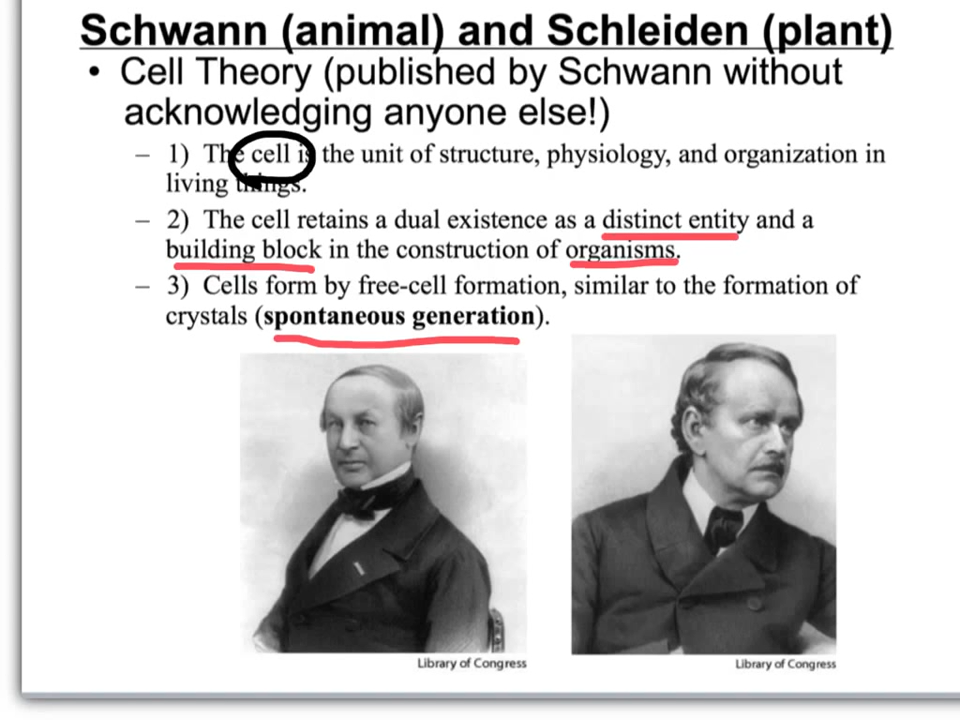 Schwann (animal) and Schleiden (plant)
• Cell Theory (published by Schwann without
acknowledging anyone else!)
– 1) The cell is the unit of structure, physiology, and organization in
living things.
– 2) The cell retains a dual existence as a distinct entity and a
building block in the construction of organisms.
– 3) Cells form by free-cell formation, similar to the formation of
crystals (spontaneous generation).
Library of Congress
Library of Congress